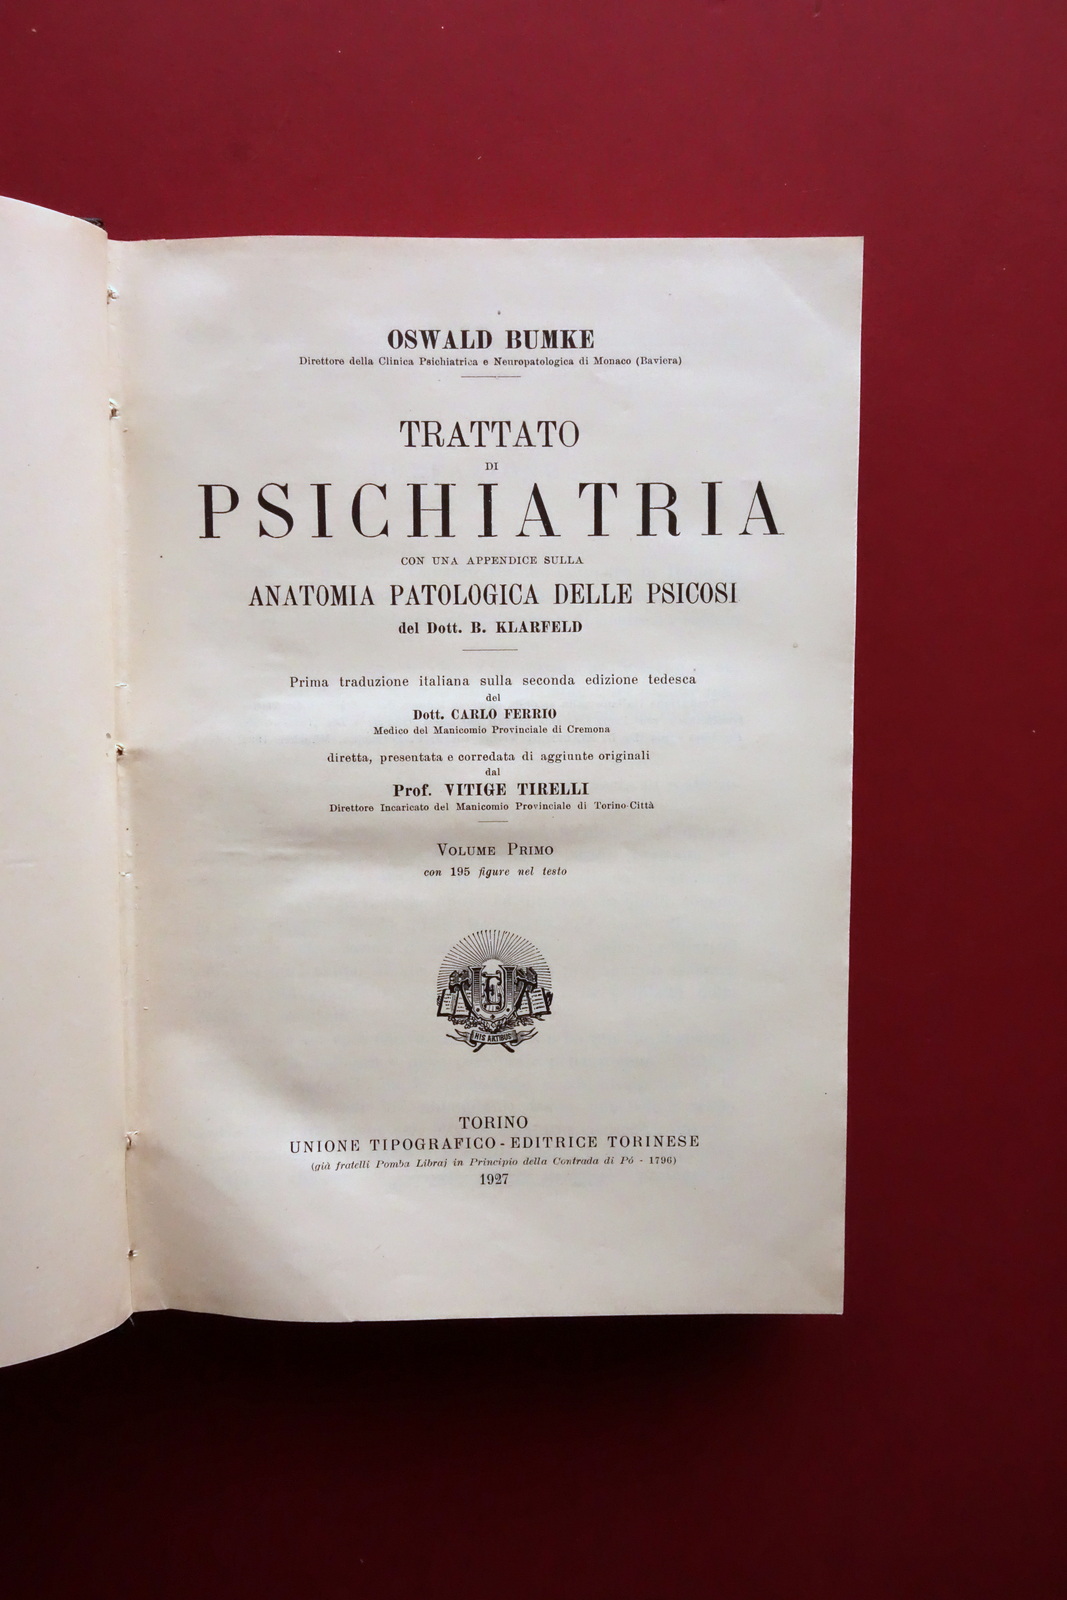 OSWALD BUMKE
Direttore della Clinica Psichiatrica e Neuropatologica di Monaco (Baviera)
TRATTATO
DI
PSICHIATRIA
CON UNA APPENDICE SULLA
ANATOMIA PATOLOGICA DELLE PSICOSI
del Dott. B. KLARFELD
Prima traduzione italiana sulla seconda edizione tedesca
del
Dott. CARLO FERRIO
Medico del Manicomio Provinciale di Cremona
diretta, presentata e corredata di aggiunte originali
dal
Prof. VITIGE TIRELLI
Direttore Incaricato del Manicomio Provinciale di Torino-Città
VOLUME PRIMO
con 195 figure nel testo
HIS ARTIBUS
TORINO
UNIONE TIPOGRAFICO-EDITRICE TORINESE
(già fratelli Pomba Libraj in Principio della Contrada di Pò - 1796)
1927